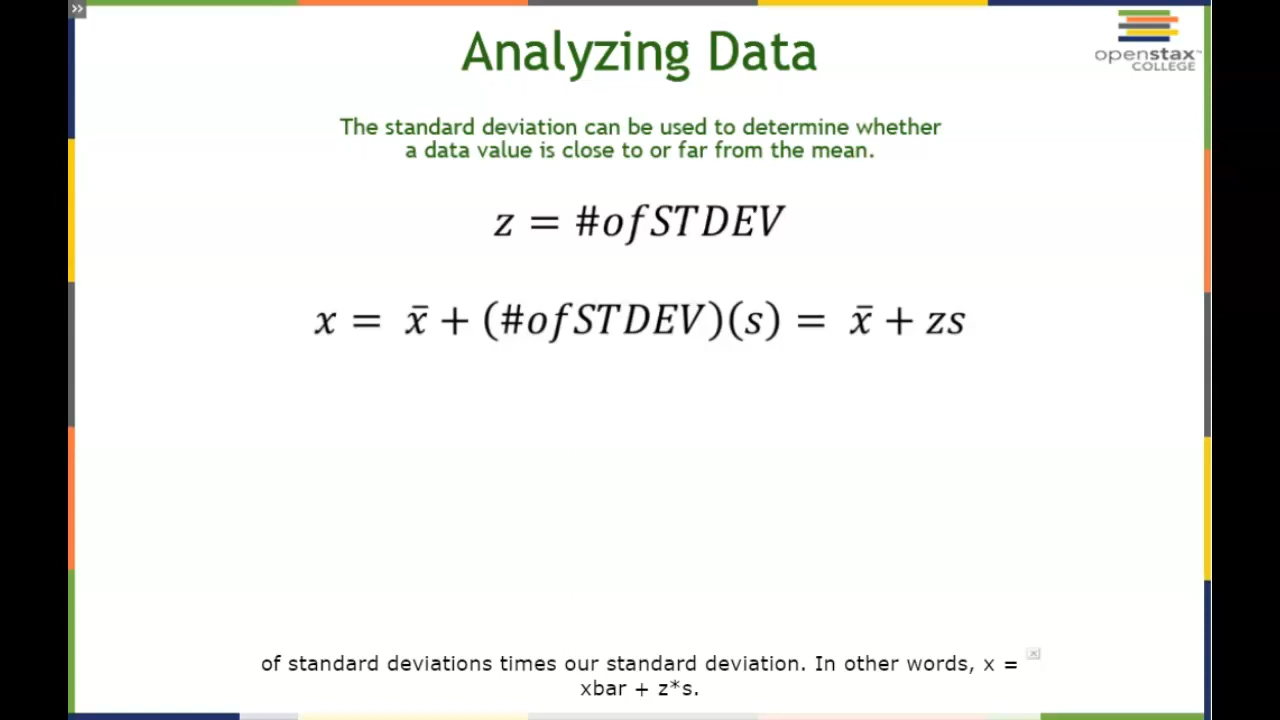 >>
Analyzing Data
openstax™
COLLEGE
The standard deviation can be used to determine whether
a data value is close to or far from the mean.
z = #ofSTDEV
x = x̄ + (#ofSTDEV)(s) = x̄ + zs
of standard deviations times our standard deviation. In other words, x =
xbar + z*s.